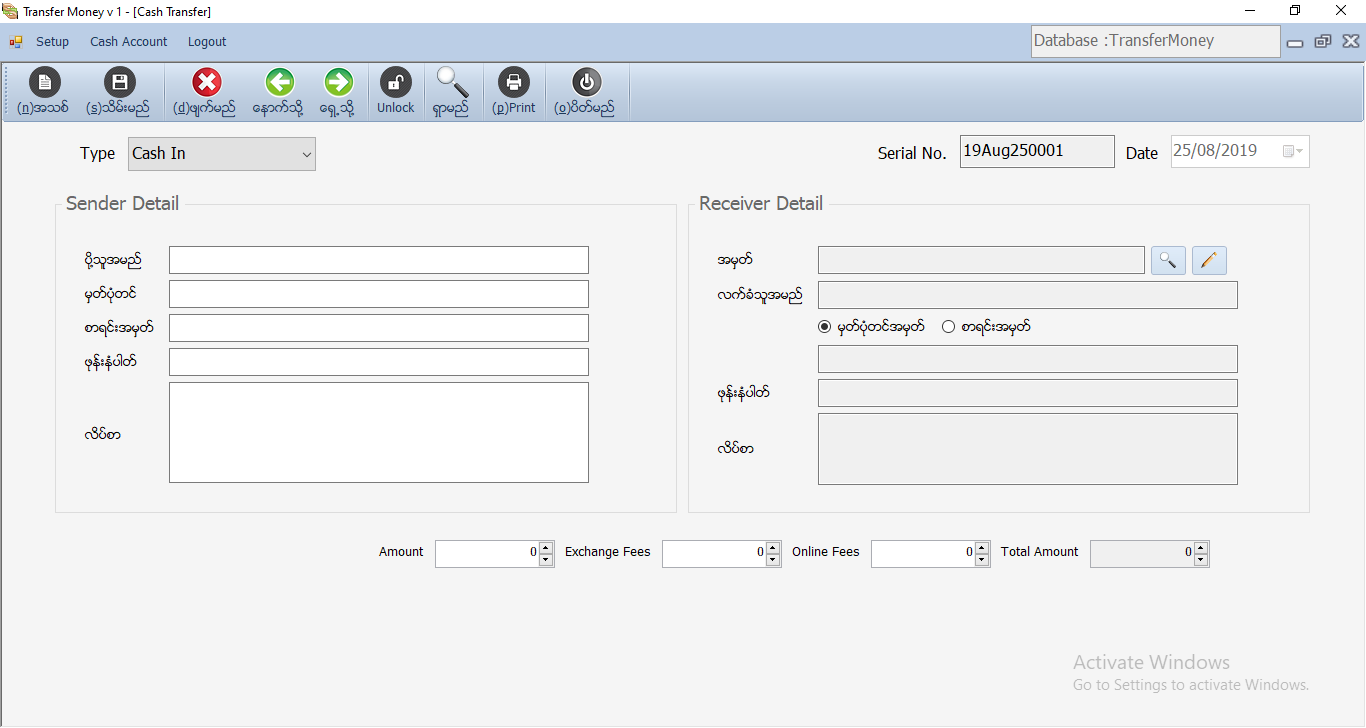 Transfer Money v 1 - [Cash Transfer]
Setup Cash Account Logout Database :TransferMoney
(n)အသစ် (s)သိမ်းမည် (d)ဖျက်မည် နောက်သို့ ရှေ့သို့ Unlock ရှာမည် (p)Print (o)ပိတ်မည်
Type Cash In Serial No. 19Aug250001 Date 25/08/2019
Sender Detail Receiver Detail
ပို့သူအမည် အမှတ်
မှတ်ပုံတင် လက်ခံသူအမည်
စာရင်းအမှတ် မှတ်ပုံတင်အမှတ် စာရင်းအမှတ်
ဖုန်းနံပါတ် ဖုန်းနံပါတ်
လိပ်စာ လိပ်စာ
Amount 0 Exchange Fees 0 Online Fees 0 Total Amount 0
Activate Windows
Go to Settings to activate Windows.